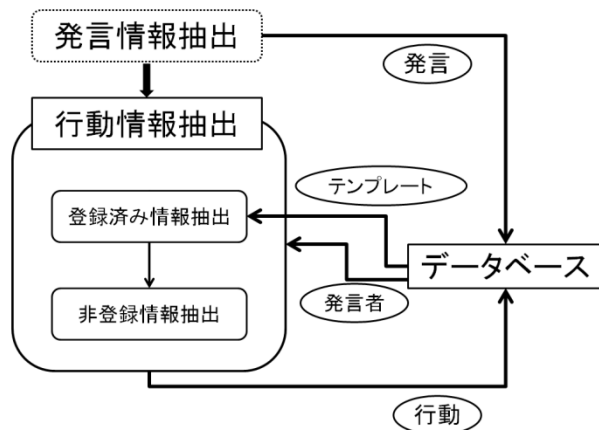 発言情報抽出
発言
行動情報抽出
テンプレート
登録済み情報抽出
データベース
発言者
非登録情報抽出
行動